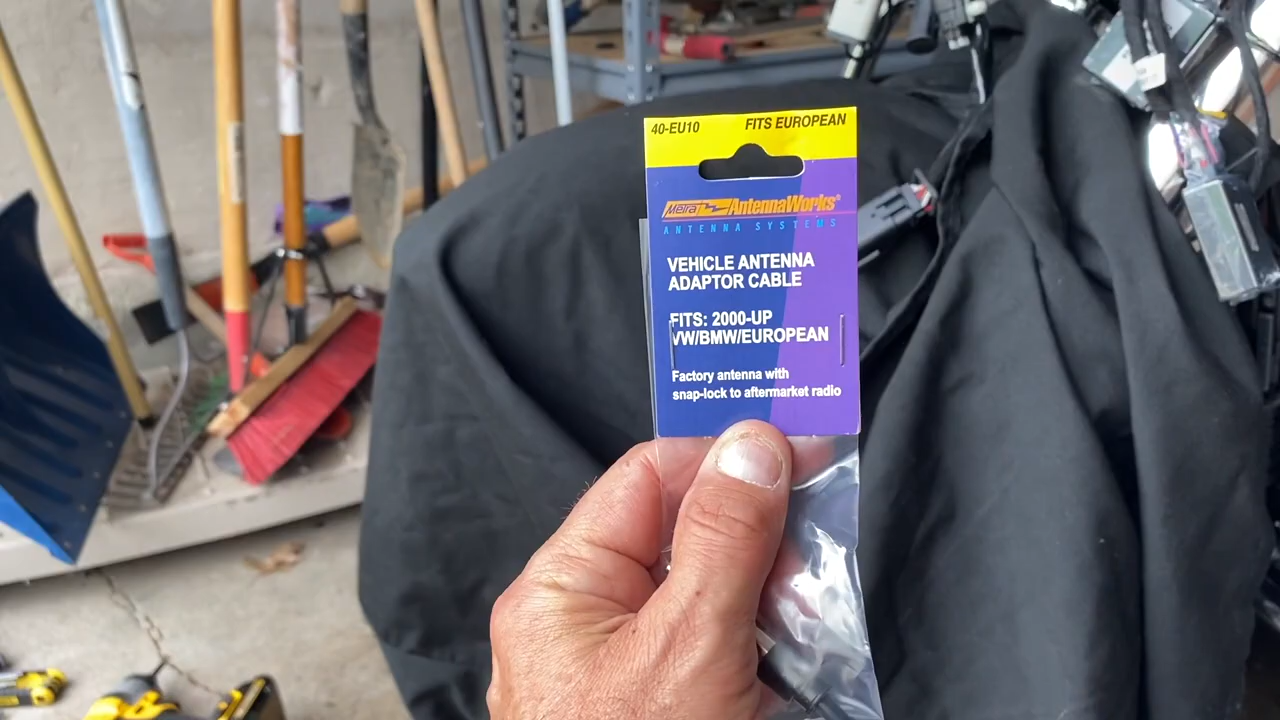 40-EU10 FITS EUROPEAN
Metra AntennaWorks®
ANTENNA SYSTEMS
VEHICLE ANTENNA
ADAPTOR CABLE
FITS: 2000-UP
VW/BMW/EUROPEAN
Factory antenna with
snap-lock to aftermarket radio